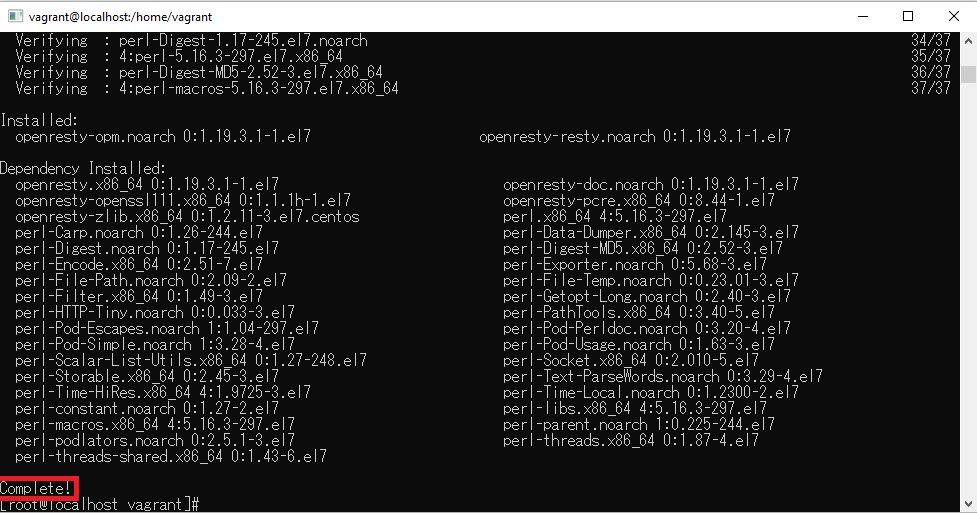 vagrant@localhost:/home/vagrant
Verifying : perl-Digest-1.17-245.el7.noarch 34/37
Verifying : 4:perl-5.16.3-297.el7.x86_64 35/37
Verifying : perl-Digest-MD5-2.52-3.el7.x86_64 36/37
Verifying : 4:perl-macros-5.16.3-297.el7.x86_64 37/37
Installed:
openresty-opm.noarch 0:1.19.3.1-1.el7 openresty-resty.noarch 0:1.19.3.1-1.el7
Dependency Installed:
openresty.x86_64 0:1.19.3.1-1.el7 openresty-doc.noarch 0:1.19.3.1-1.el7
openresty-openssl111.x86_64 0:1.1.1h-1.el7 openresty-pcre.x86_64 0:8.44-1.el7
openresty-zlib.x86_64 0:1.2.11-3.el7.centos perl.x86_64 4:5.16.3-297.el7
perl-Carp.noarch 0:1.26-244.el7 perl-Data-Dumper.x86_64 0:2.145-3.el7
perl-Digest.noarch 0:1.17-245.el7 perl-Digest-MD5.x86_64 0:2.52-3.el7
perl-Encode.x86_64 0:2.51-7.el7 perl-Exporter.noarch 0:5.68-3.el7
perl-File-Path.noarch 0:2.09-2.el7 perl-File-Temp.noarch 0:0.23.01-3.el7
perl-Filter.x86_64 0:1.49-3.el7 perl-Getopt-Long.noarch 0:2.40-3.el7
perl-HTTP-Tiny.noarch 0:0.033-3.el7 perl-PathTools.x86_64 0:3.40-5.el7
perl-Pod-Escapes.noarch 1:1.04-297.el7 perl-Pod-Perldoc.noarch 0:3.20-4.el7
perl-Pod-Simple.noarch 1:3.28-4.el7 perl-Pod-Usage.noarch 0:1.63-3.el7
perl-Scalar-List-Utils.x86_64 0:1.27-248.el7 perl-Socket.x86_64 0:2.010-5.el7
perl-Storable.x86_64 0:2.45-3.el7 perl-Text-ParseWords.noarch 0:3.29-4.el7
perl-Time-HiRes.x86_64 4:1.9725-3.el7 perl-Time-Local.noarch 0:1.2300-2.el7
perl-constant.noarch 0:1.27-2.el7 perl-libs.x86_64 4:5.16.3-297.el7
perl-macros.x86_64 4:5.16.3-297.el7 perl-parent.noarch 1:0.225-244.el7
perl-podlators.noarch 0:2.5.1-3.el7 perl-threads.x86_64 0:1.87-4.el7
perl-threads-shared.x86_64 0:1.43-6.el7
Complete!
[root@localhost vagrant]#